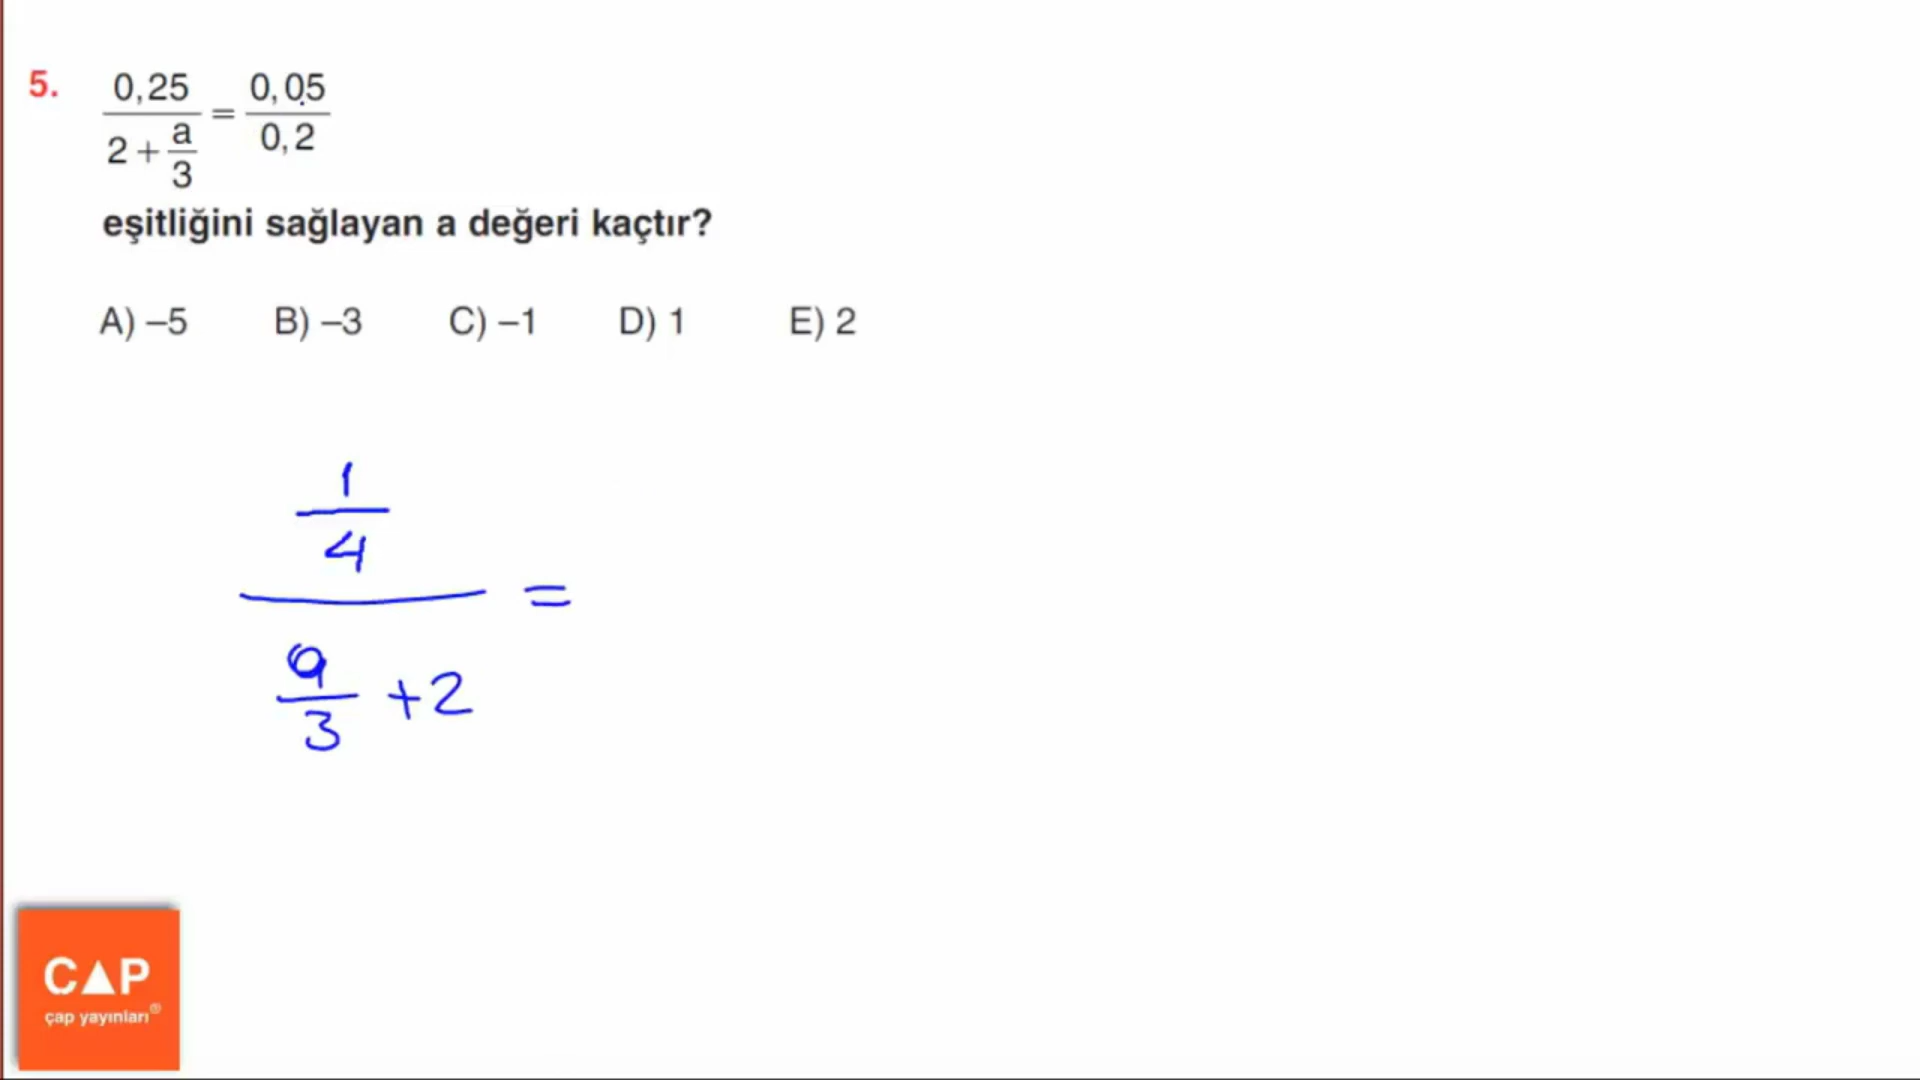 5. 0,25 / (2 + a/3) = 0,05 / 0,2
eşitliğini sağlayan a değeri kaçtır?
A) –5 B) –3 C) –1 D) 1 E) 2
1
4
=
a
3
+2
CAP
çap yayınları®